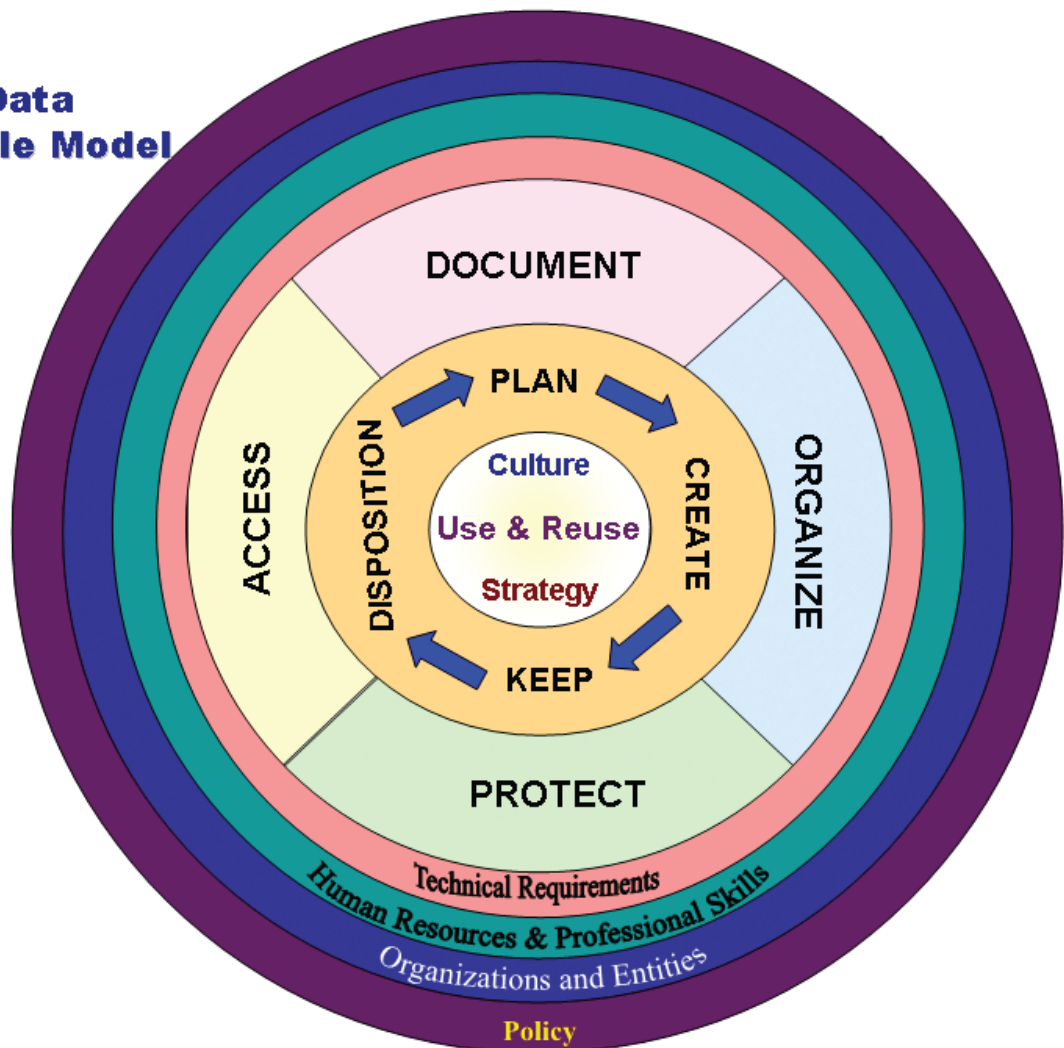 Data
le Model
DOCUMENT
PLAN
ACCESS
DISPOSITION
Culture
Use & Reuse
Strategy
CREATE
ORGANIZE
KEEP
PROTECT
Technical Requirements
Human Resources & Professional Skills
Organizations and Entities
Policy